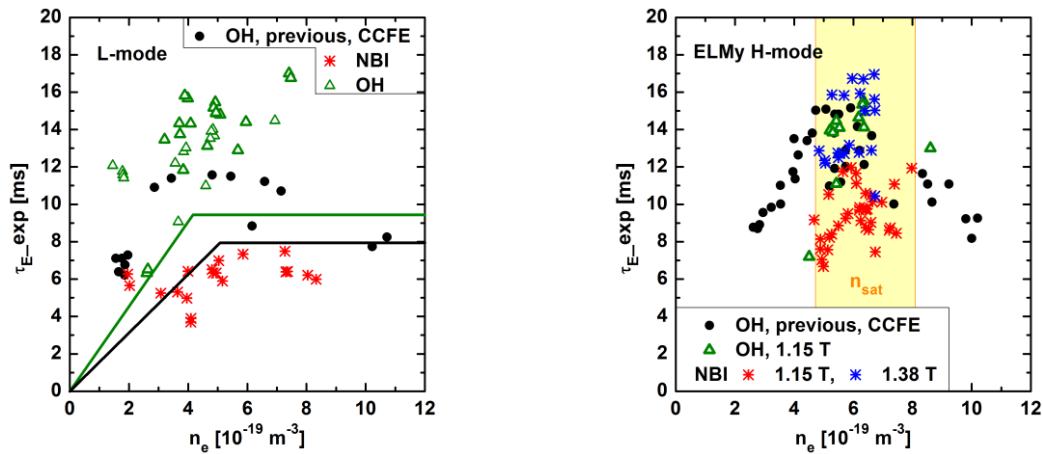 20
18
16
14
12
10
8
6
4
2
0
τE_exp [ms]
L-mode
OH, previous, CCFE
NBI
OH
0 2 4 6 8 10 12
ne [10-19 m-3]
20
18
16
14
12
10
8
6
4
2
0
τE_exp [ms]
ELMy H-mode
nsat
OH, previous, CCFE
OH, 1.15 T
NBI 1.15 T, 1.38 T
0 2 4 6 8 10 12
ne [10-19 m-3]